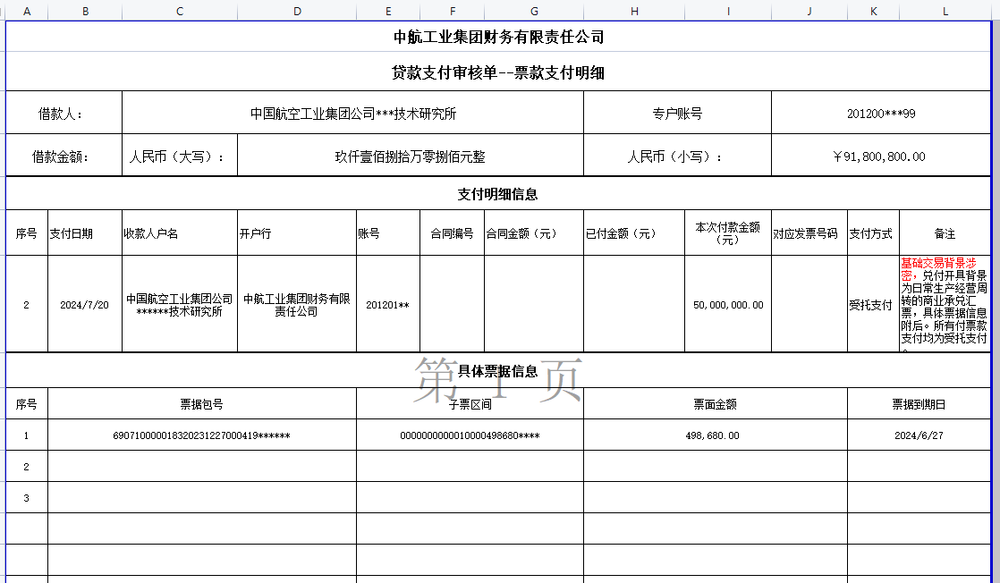 A B C D E F G H I J K L
中航工业集团财务有限责任公司
贷款支付审核单--票款支付明细
借款人： 中国航空工业集团公司***技术研究所 专户账号 201200***99
借款金额： 人民币（大写）： 玖仟壹佰捌拾万零捌佰元整 人民币（小写）： ￥91,800,800.00
支付明细信息
序号 支付日期 收款人户名 开户行 账号 合同编号 合同金额（元） 已付金额（元） 本次付款金额（元） 对应发票号码 支付方式 备注
2 2024/7/20 中国航空工业集团公司******技术研究所 中航工业集团财务有限责任公司 201201** 50,000,000.00 受托支付
基础交易背景涉
密，兑付开具背景
为日常生产经营周
转的商业承兑汇
票，具体票据信息
附后。所有付票款
支付均为受托支付
。
第 1 页
具体票据信息
序号 票据包号 子票区间 票面金额 票据到期日
1 690710000018320231227000419****** 0000000000010000498680**** 498,680.00 2024/6/27
2
3